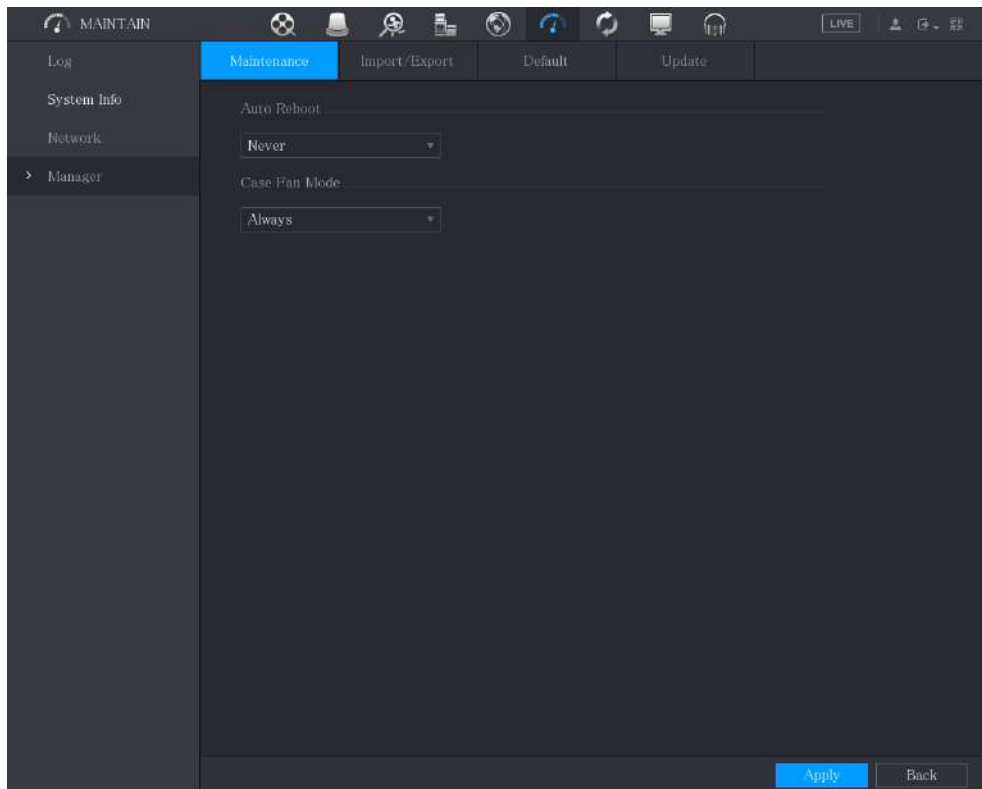 MAINTAIN
LIVE
Log
Maintenance
Import/Export
Default
Update
System Info
Auto Reboot
Network
Never
Manager
Case Fan Mode
Always
Apply
Back